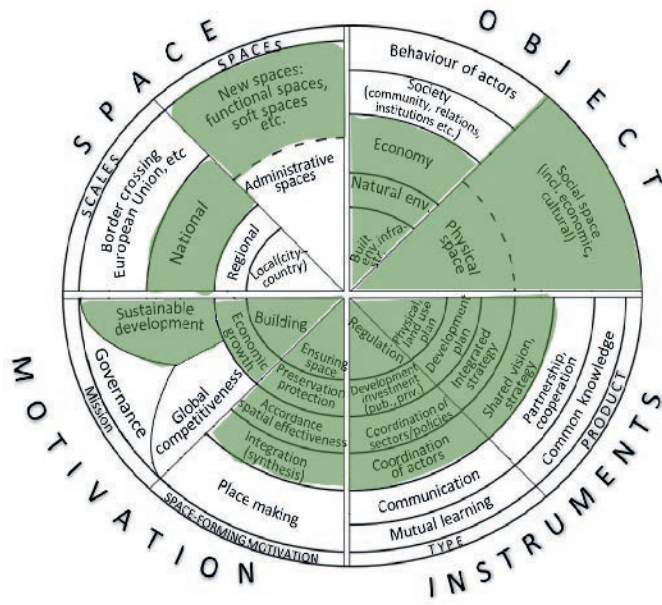 SPACE
SPACES
New spaces:
functional spaces,
soft spaces
etc.
Administrative
spaces
SCALES
Border crossing
European Union, etc
National
Regional
Local(city–
country)
OBJECT
Behaviour of actors
Society
(community, relations,
institutions etc.)
Economy
Natural env.
Built
env,infra-
str.
Physical
space
Social space
(incl. economic,
cultural)
MOTIVATION
Mission
Governance
Sustainable
development
Global
competitiveness
Economic
growth
Building
Ensuring
space
Preservation
protection
Accordance
spatial effectiveness
Integration
(synthesis)
Place making
SPACE-FORMING MOTIVATION
INSTRUMENTS
Regulation
Physical,
land use
plan
Development
plan
Integrated
strategy
Shared vision,
strategy
Partnership,
cooperation
Common knowledge
PRODUCT
Development
investment
(pub., priv.)
Coordination of
sectors/policies
Coordination
of actors
Communication
Mutual learning
TYPE